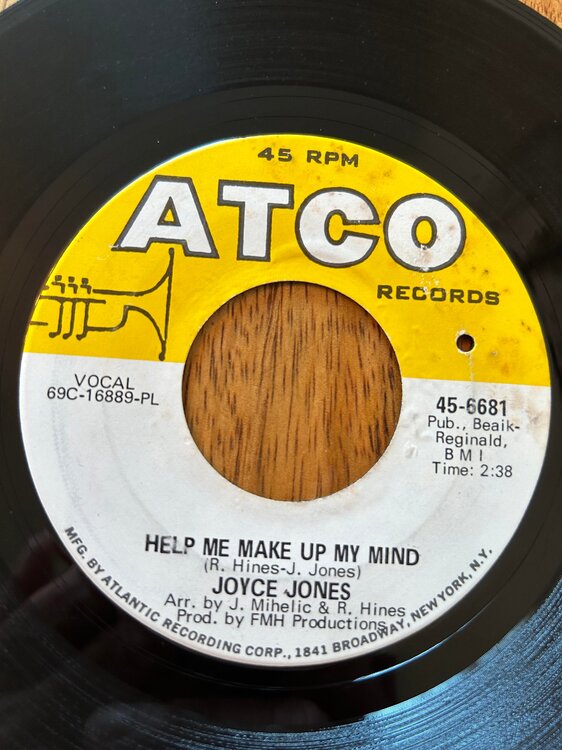 45 RPM
ATCO
RECORDS
VOCAL
69C-16889-PL
45-6681
Pub., Beaik-
Reginald,
B M I
Time: 2:38
HELP ME MAKE UP MY MIND
(R. Hines-J. Jones)
JOYCE JONES
Arr. by J. Mihelic & R. Hines
Prod. by FMH Productions
MFG. BY ATLANTIC RECORDING CORP., 1841 BROADWAY, NEW YORK, N.Y.